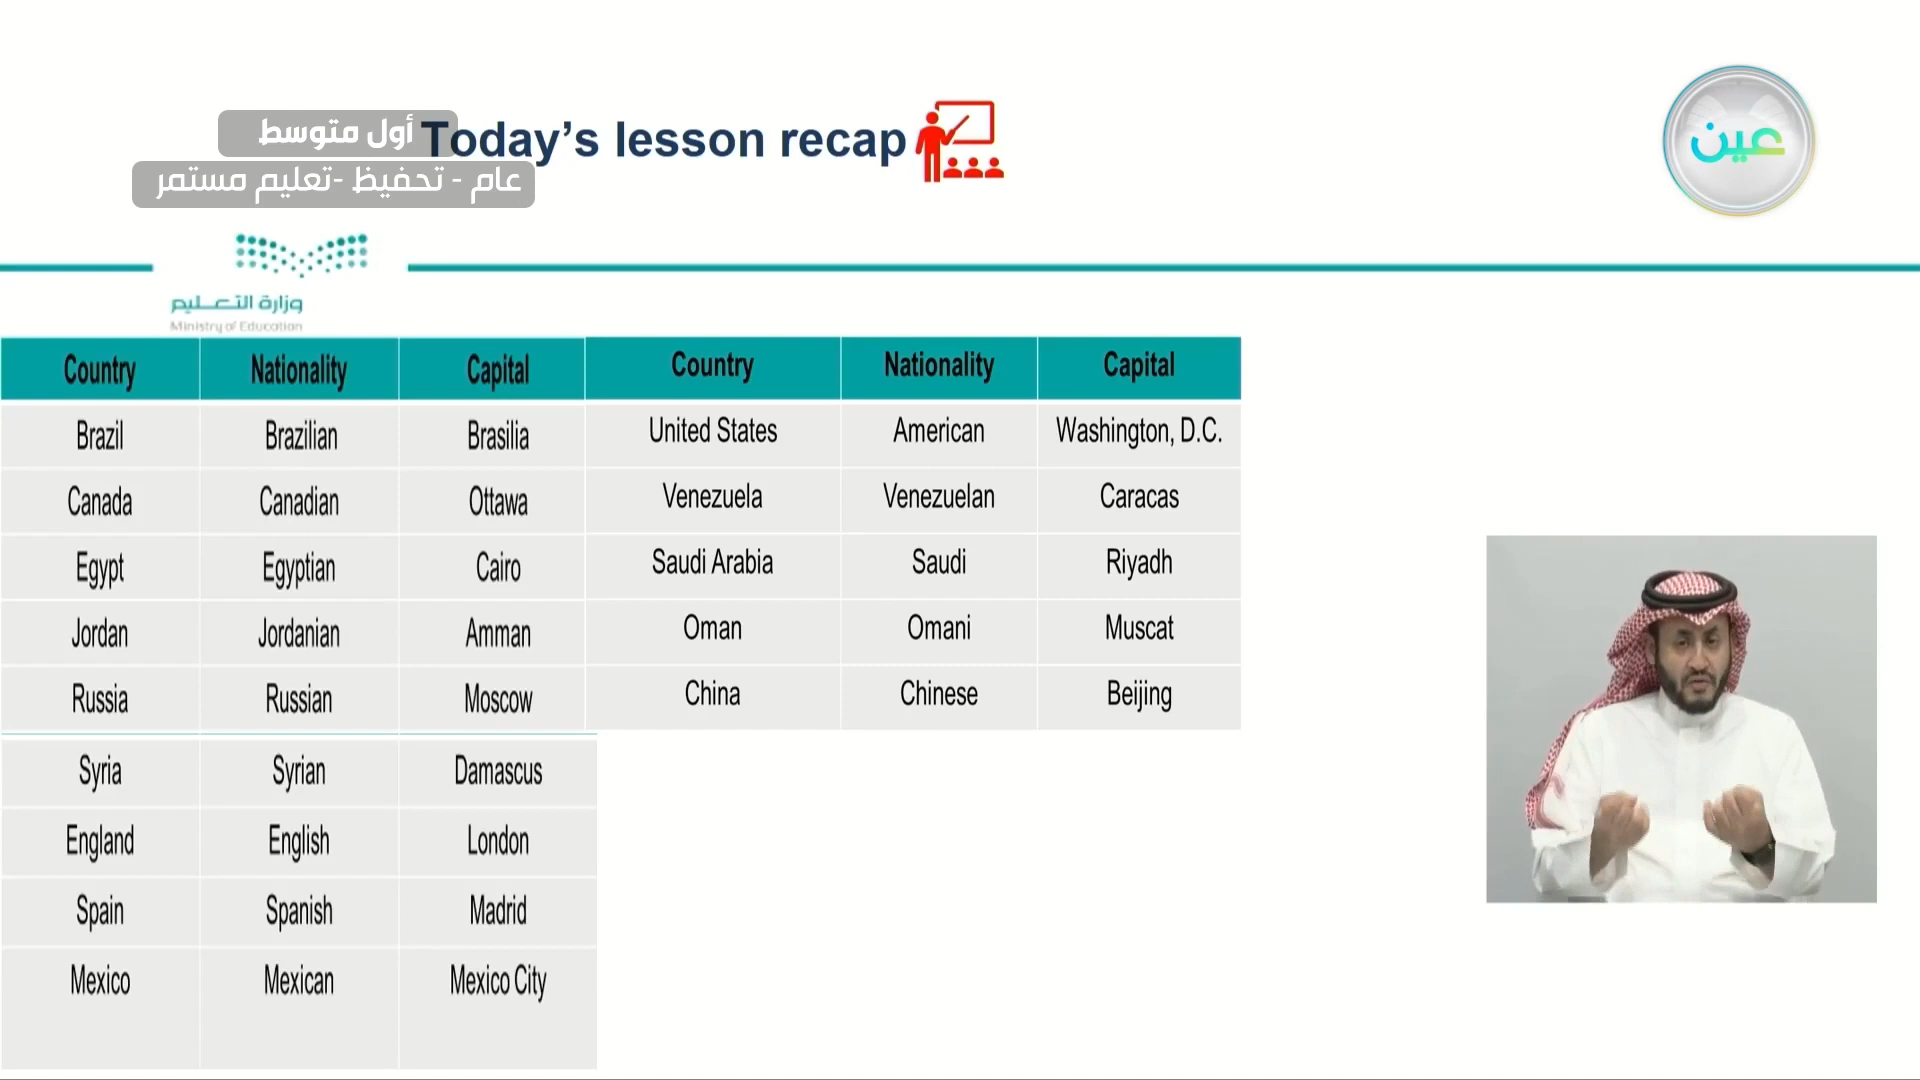 أول متوسط
Today's lesson recap
عام - تحفيظ -تعليم مستمر
عين
وزارة التعـــليم
Ministry of Education
Country Nationality Capital
Brazil Brazilian Brasilia
Canada Canadian Ottawa
Egypt Egyptian Cairo
Jordan Jordanian Amman
Russia Russian Moscow
Syria Syrian Damascus
England English London
Spain Spanish Madrid
Mexico Mexican Mexico City
Country Nationality Capital
United States American Washington, D.C.
Venezuela Venezuelan Caracas
Saudi Arabia Saudi Riyadh
Oman Omani Muscat
China Chinese Beijing